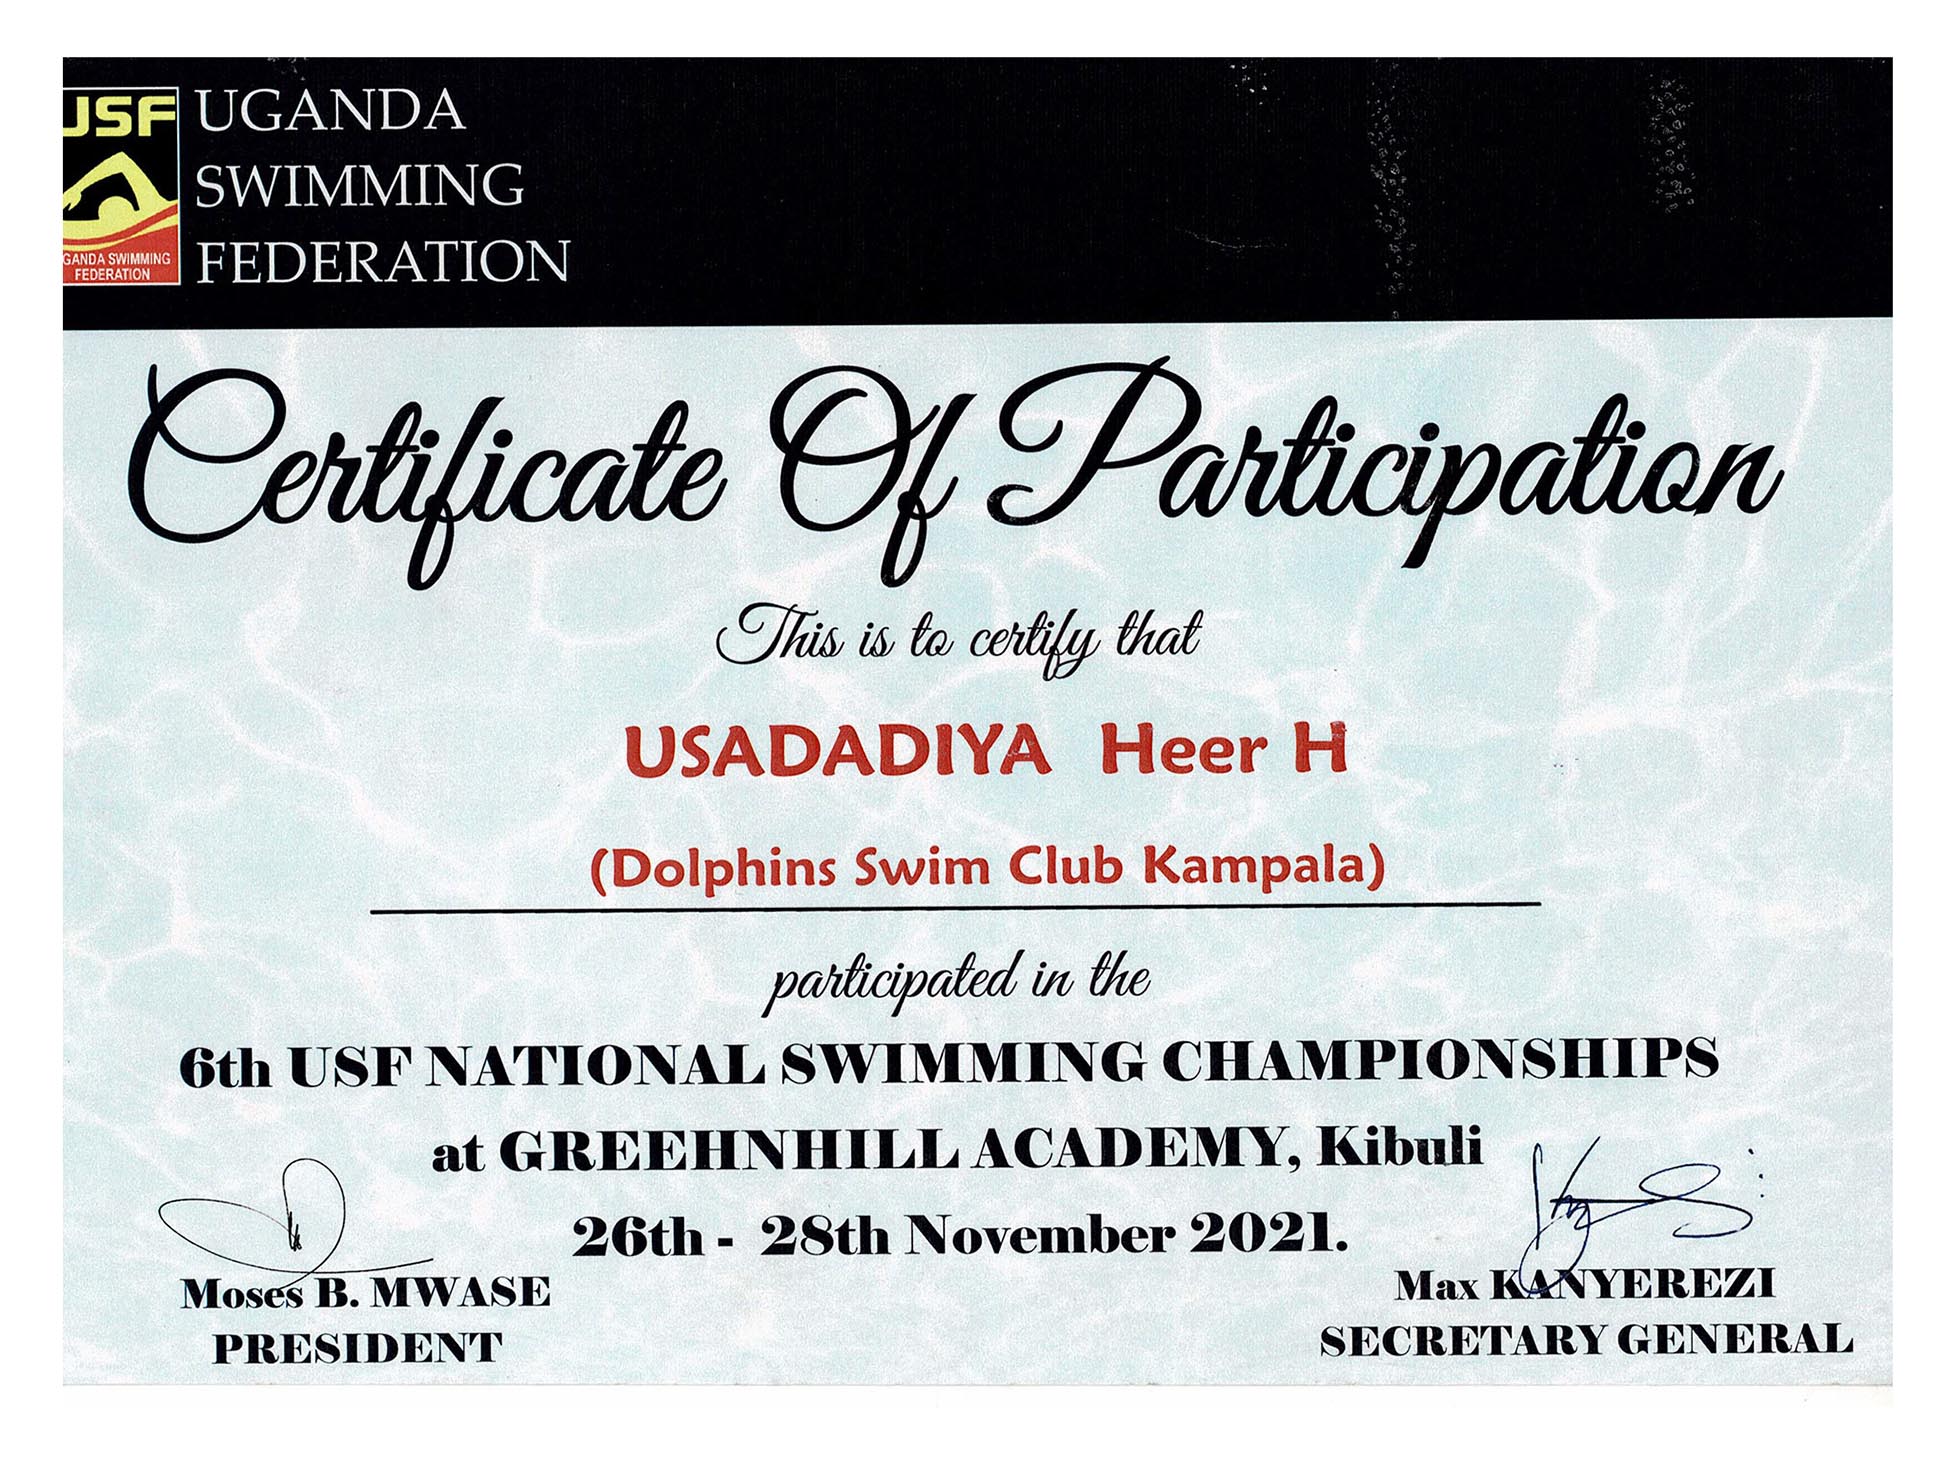 USF
UGANDA SWIMMING
FEDERATION
UGANDA
SWIMMING
FEDERATION
Certificate Of Participation
This is to certify that
USADADIYA Heer H
(Dolphins Swim Club Kampala)
participated in the
6th USF NATIONAL SWIMMING CHAMPIONSHIPS
at GREEHNHILL ACADEMY, Kibuli
26th - 28th November 2021.
Moses B. MWASE
PRESIDENT
Max KANYEREZI
SECRETARY GENERAL